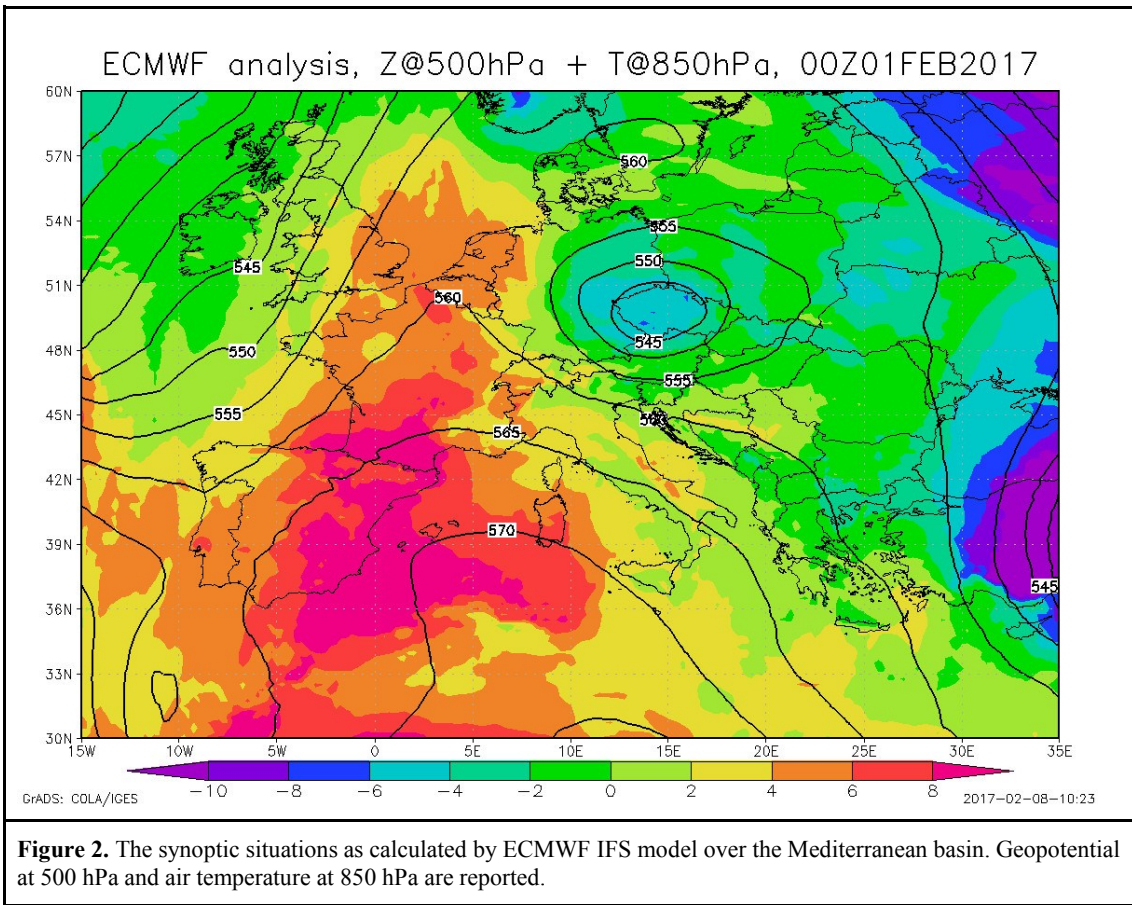 ECMWF analysis, Z@500hPa + T@850hPa, 00Z01FEB2017
60N
57N
54N
51N
48N
45N
42N
39N
36N
33N
30N
560
555
545
550
560
550
545
555
555
565
570
545
15W 10W 5W 0 5E 10E 15E 20E 25E 30E 35E
-10 -8 -6 -4 -2 0 2 4 6 8
GrADS: COLA/IGES
2017-02-08-10:23
Figure 2. The synoptic situations as calculated by ECMWF IFS model over the Mediterranean basin. Geopotential
at 500 hPa and air temperature at 850 hPa are reported.